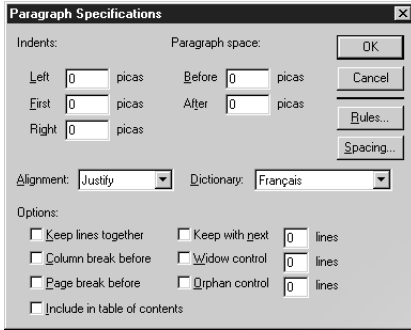 Paragraph Specifications
Indents: Paragraph space: OK
Left 0 picas Before 0 picas Cancel
First 0 picas After 0 picas
Right 0 picas Rules...
Spacing...
Alignment: Justify Dictionary: Français
Options:
Keep lines together Keep with next 0 lines
Column break before Widow control 0 lines
Page break before Orphan control 0 lines
Include in table of contents